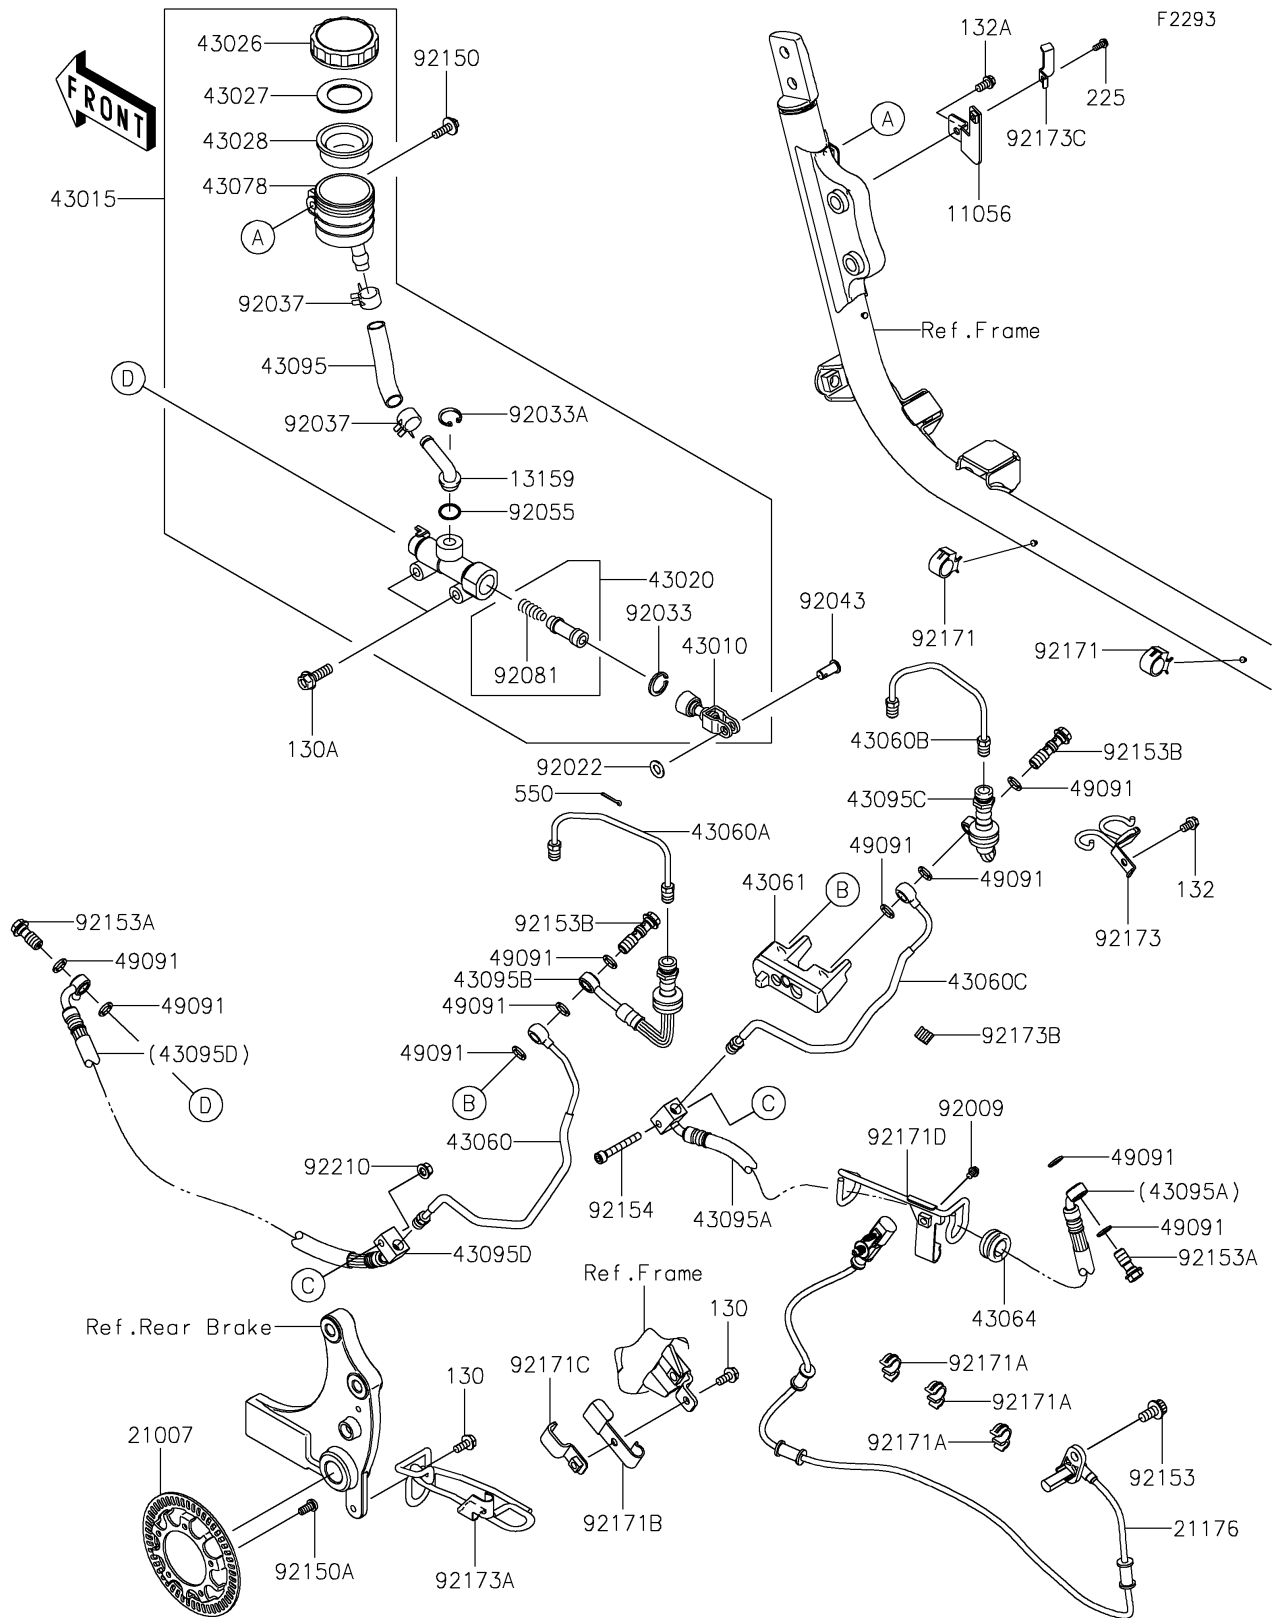 F2293
132A
43026
92150
FRONT
43027
225
A
92173C
43028
43078
43015
11056
A
92037
Ref.Frame
43095
D
92033A
92037
13159
92055
43020
92043
92033
92171
43010
92171
92081
43060B
130A
92153B
92022
49091
550
43095C
43060A
49091
49091
43061
B
132
92153A
92153B
92173
49091
49091
43095B
43060C
49091
49091
92173B
(43095D)
49091
D
B
C
92009
43060
92171D
49091
92210
(43095A)
92154
43095A
49091
43095D
92153A
Ref.Frame
C
43064
130
Ref.Rear Brake
92171C
92171A
130
92171A
21007
92171A
92153
92171B
21176
92150A
92173A